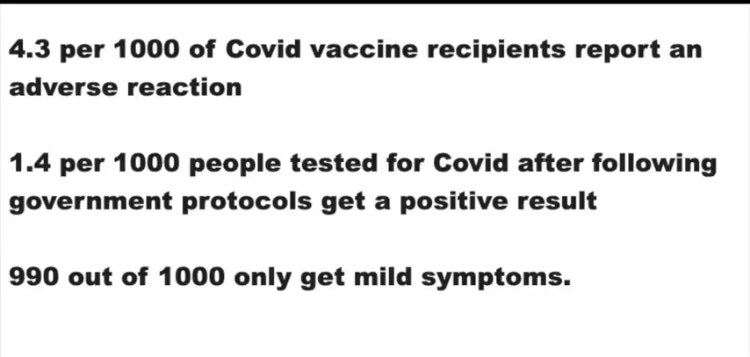 4.3 per 1000 of Covid vaccine recipients report an
adverse reaction
1.4 per 1000 people tested for Covid after following
government protocols get a positive result
990 out of 1000 only get mild symptoms.